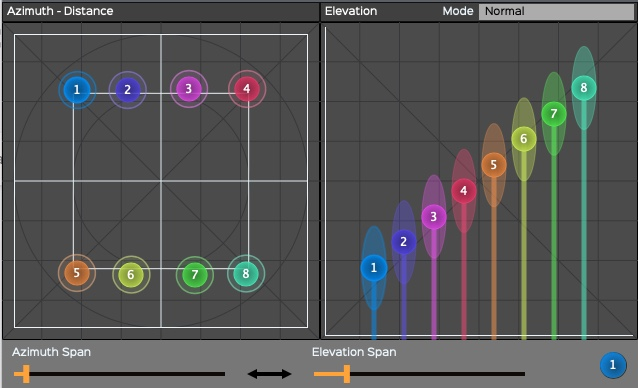 Azimuth - Distance
Elevation Mode Normal
1 2 3 4
5 6 7 8
8
7
6
5
4
3
2
1
Azimuth Span
Elevation Span
1